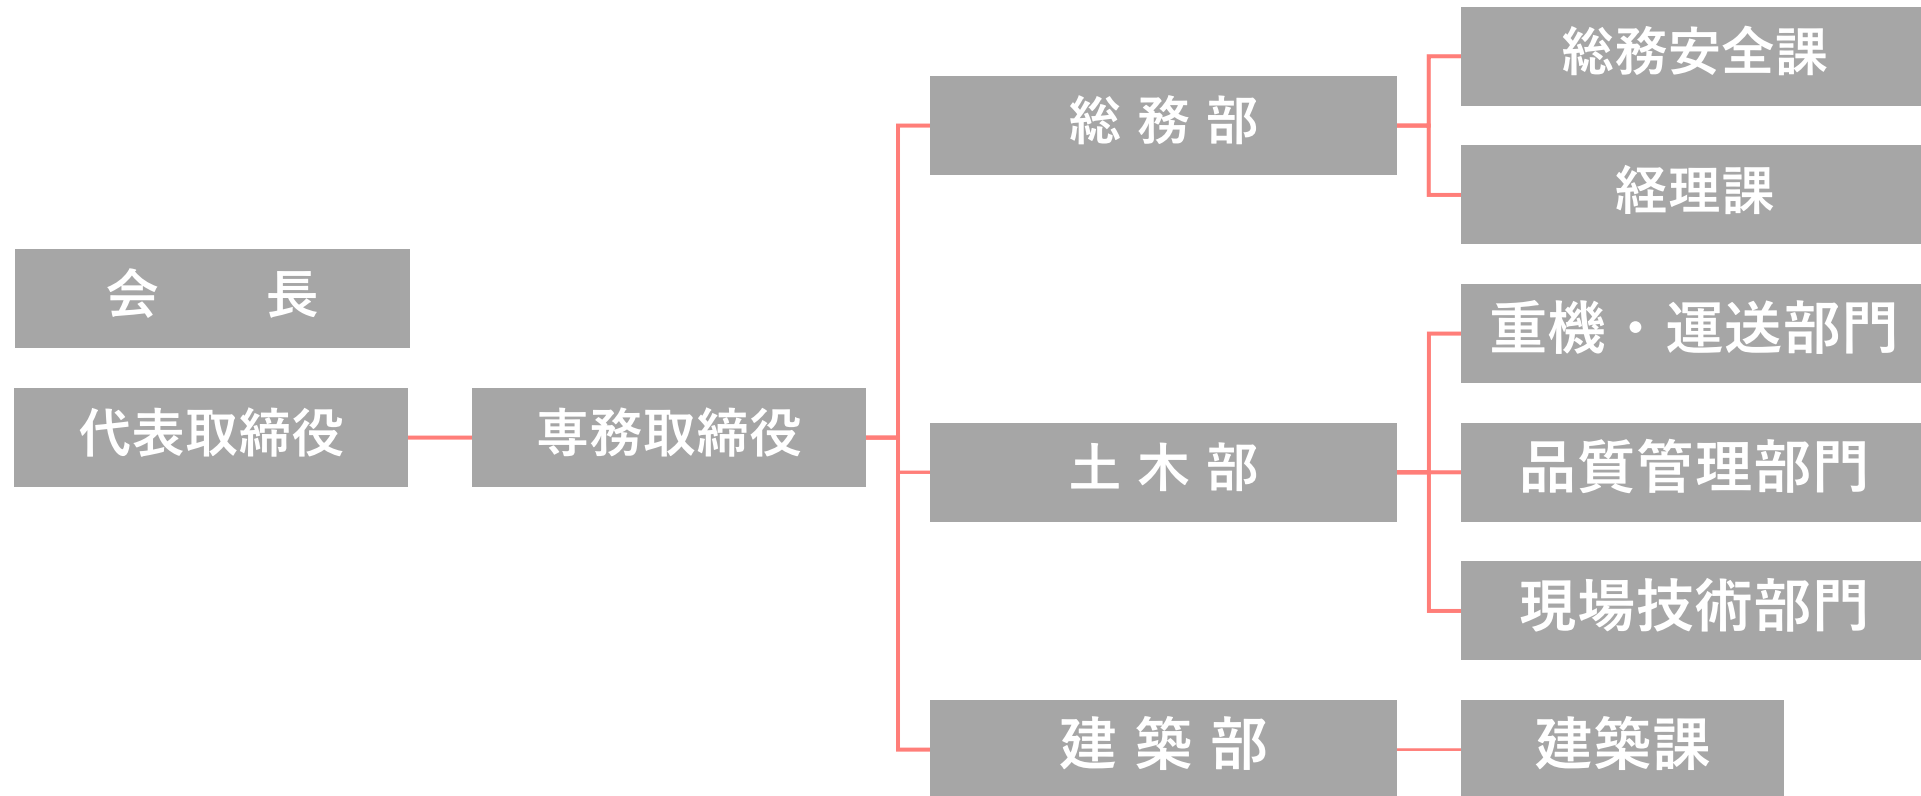 会　　長
代表取締役
専務取締役
総 務 部
総務安全課
経理課
土 木 部
重機・運送部門
品質管理部門
現場技術部門
建 築 部
建築課